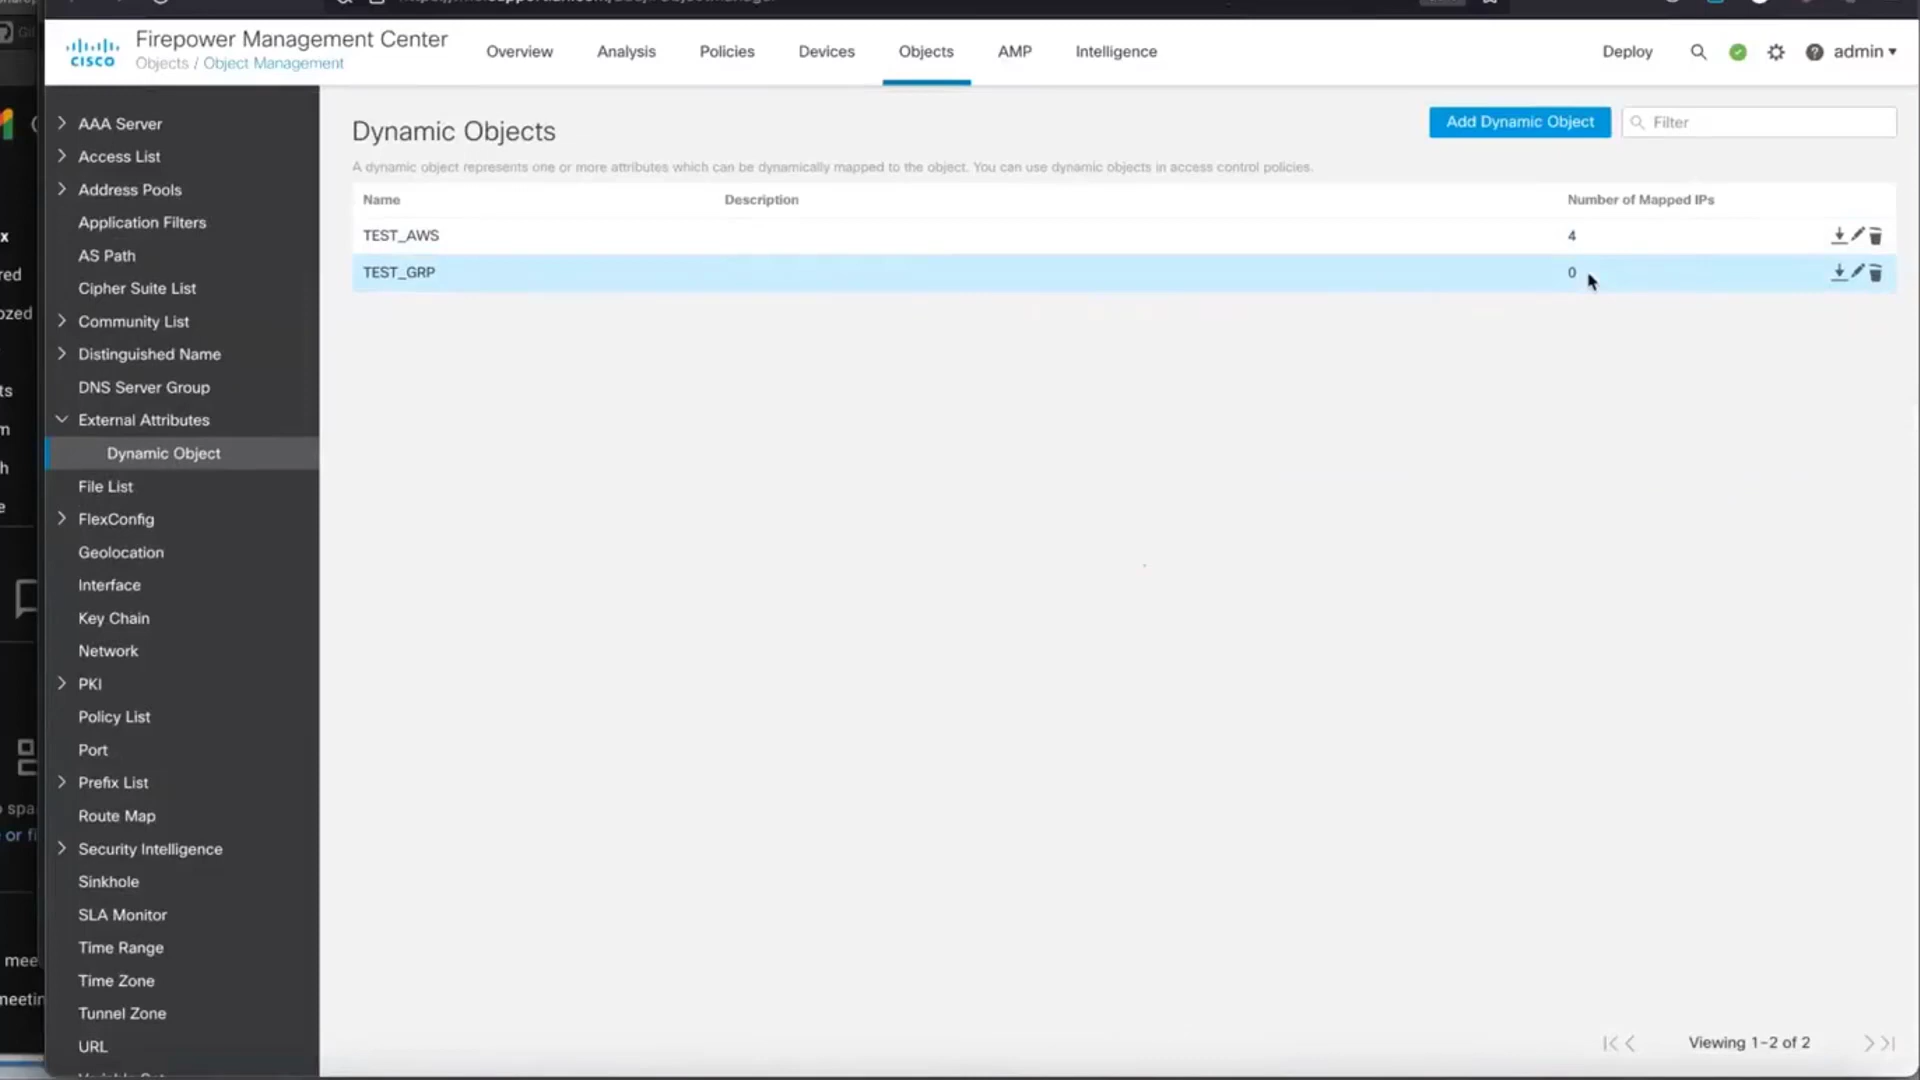 Firepower Management Center
CISCO
Objects / Object Management
Overview
Analysis
Policies
Devices
Objects
AMP
Intelligence
Deploy
admin
AAA Server
Access List
Address Pools
Application Filters
AS Path
Cipher Suite List
Community List
Distinguished Name
DNS Server Group
External Attributes
Dynamic Object
File List
FlexConfig
Geolocation
Interface
Key Chain
Network
PKI
Policy List
Port
Prefix List
Route Map
Security Intelligence
Sinkhole
SLA Monitor
Time Range
Time Zone
Tunnel Zone
URL
Dynamic Objects
Add Dynamic Object
Filter
A dynamic object represents one or more attributes which can be dynamically mapped to the object. You can use dynamic objects in access control policies.
Name Description Number of Mapped IPs
TEST_AWS 4
TEST_GRP 0
Viewing 1-2 of 2